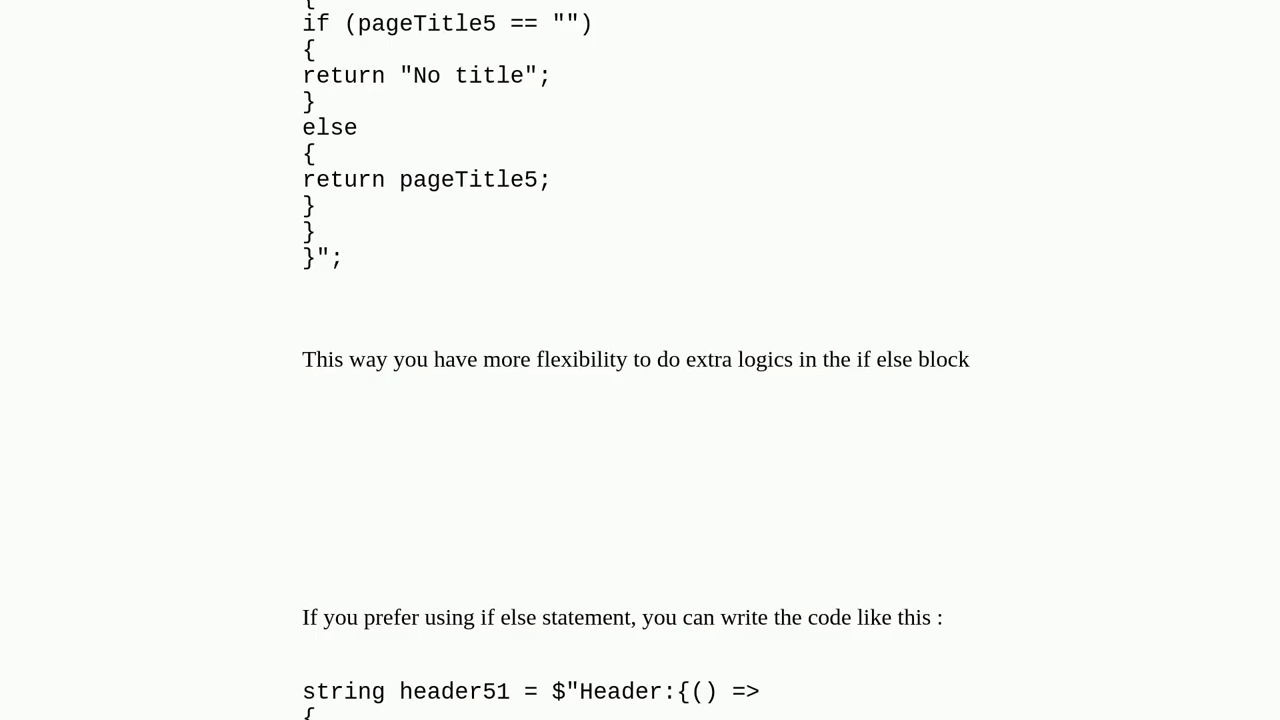 {
if (pageTitle5 == "")
{
return "No title";
}
else
{
return pageTitle5;
}
}
}";
This way you have more flexibility to do extra logics in the if else block
If you prefer using if else statement, you can write the code like this :
string header51 = $"Header:{() =>
{